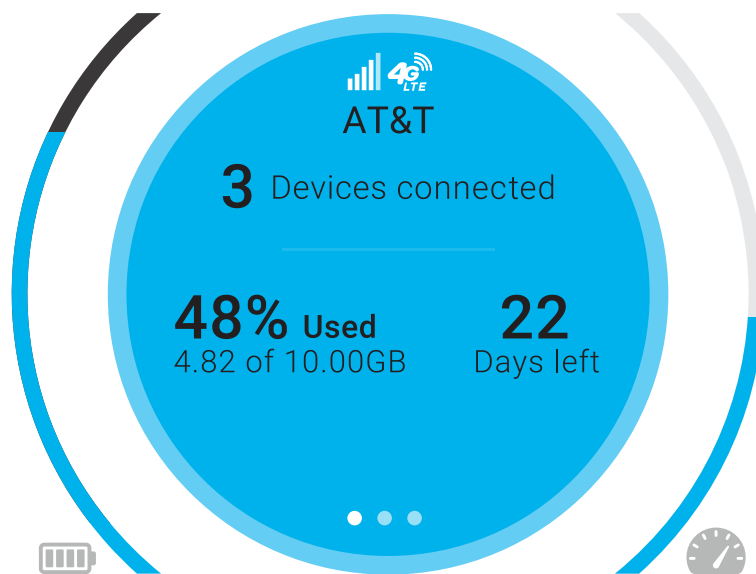 4G
LTE
AT&T
3 Devices connected
48% Used
4.82 of 10.00GB
22
Days left